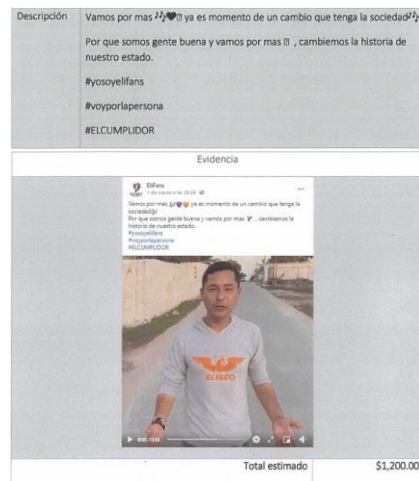 Descripción
Vamos por mas 🎶🖤⍰ ya es momento de un cambio que tenga la sociedad🎶
Por que somos gente buena y vamos por mas ⍰ , cambiemos la historia de
nuestro estado.
#yosoyelifans
#voyporlapersona
#ELCUMPLIDOR
Evidencia
EliFans
Vamos por mas 🎶💜🧡 ya es momento de un cambio que tenga la
sociedad🎶
Por que somos gente buena y vamos por mas , cambiemos la
historia de nuestro estado.
#yosoyelifans
#voyporlapersona
#ELCUMPLIDOR
ELISEO
Total estimado
$1,200.00